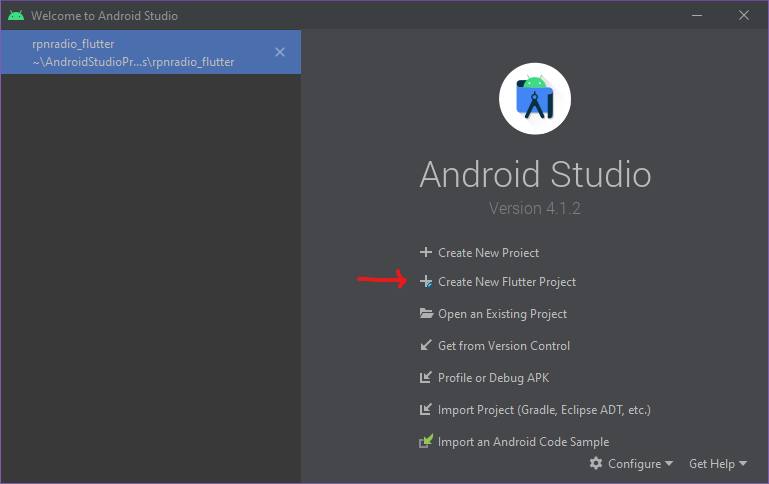 Welcome to Android Studio
rpnradio_flutter
~\AndroidStudioPr...s\rpnradio_flutter
Android Studio
Version 4.1.2
Create New Project
Create New Flutter Project
Open an Existing Project
Get from Version Control
Profile or Debug APK
Import Project (Gradle, Eclipse ADT, etc.)
Import an Android Code Sample
Configure
Get Help